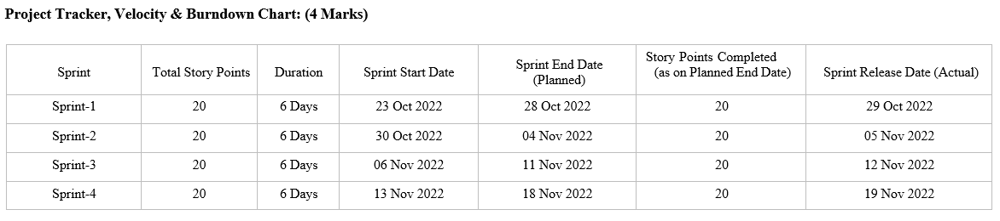 Project Tracker, Velocity & Burndown Chart: (4 Marks)
Sprint Total Story Points Duration Sprint Start Date Sprint End Date (Planned) Story Points Completed (as on Planned End Date) Sprint Release Date (Actual)
Sprint-1 20 6 Days 23 Oct 2022 28 Oct 2022 20 29 Oct 2022
Sprint-2 20 6 Days 30 Oct 2022 04 Nov 2022 20 05 Nov 2022
Sprint-3 20 6 Days 06 Nov 2022 11 Nov 2022 20 12 Nov 2022
Sprint-4 20 6 Days 13 Nov 2022 18 Nov 2022 20 19 Nov 2022